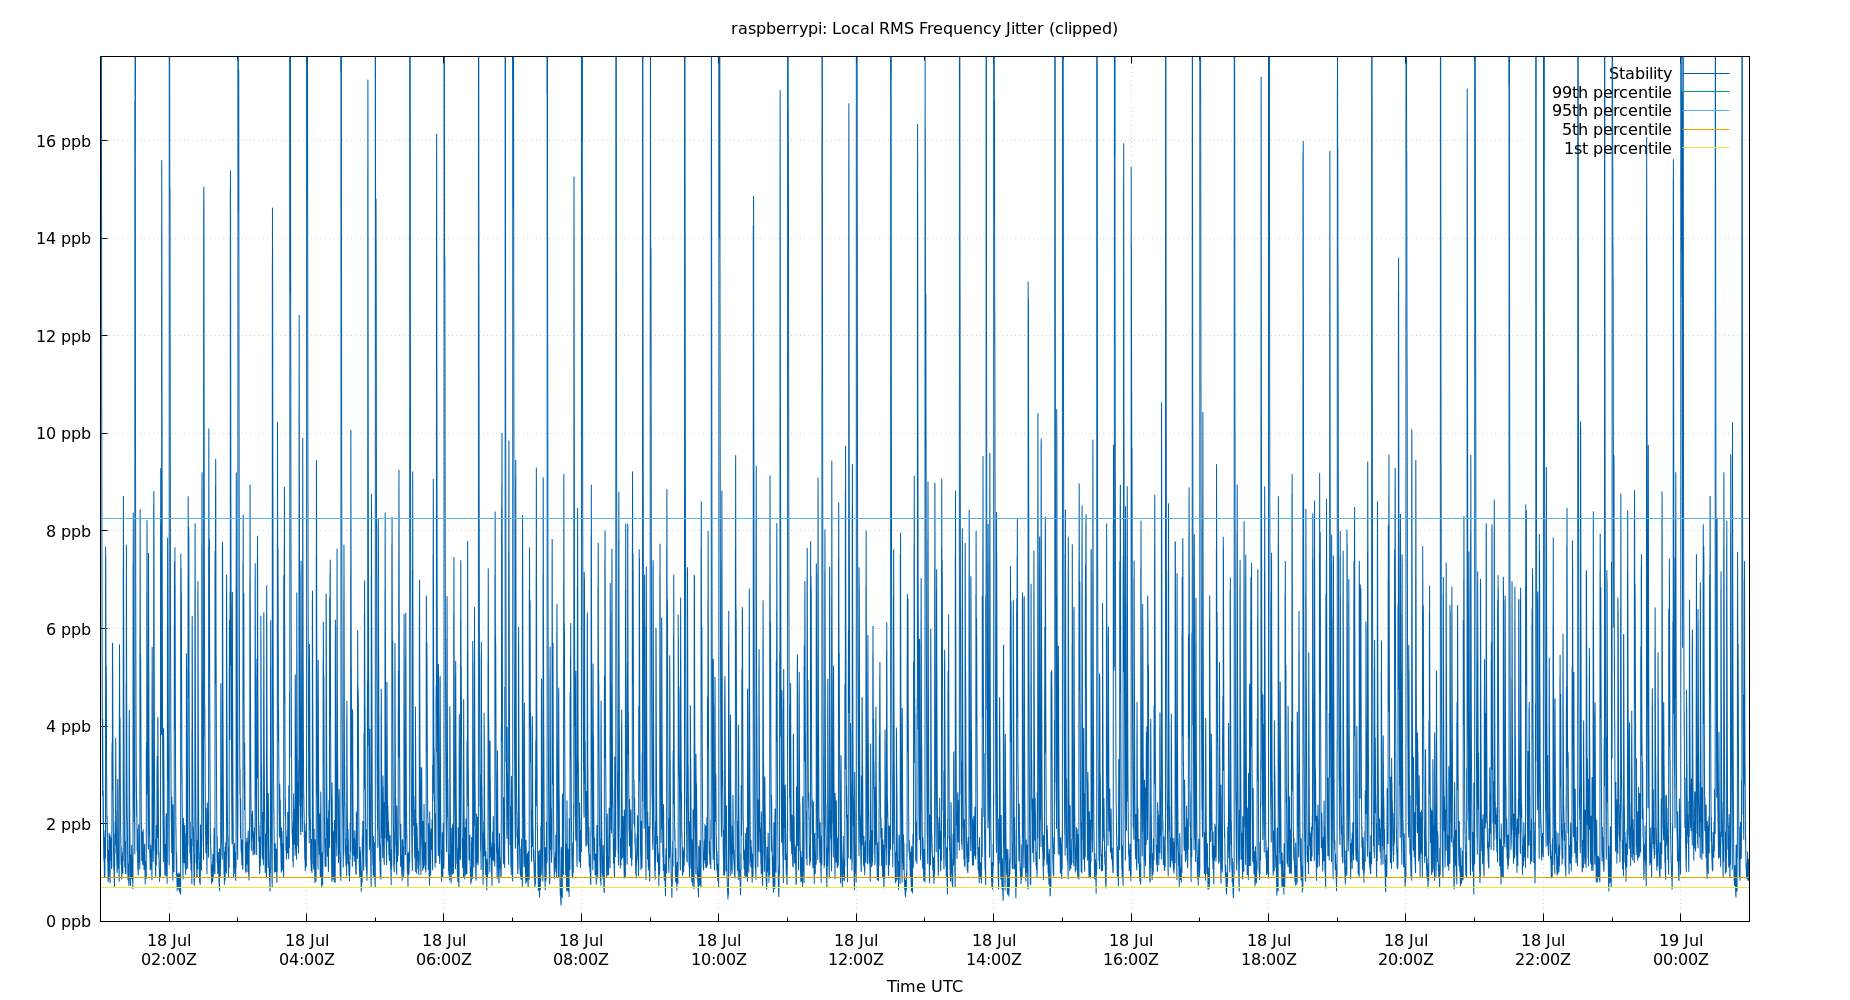 raspberrypi: Local RMS Frequency Jitter (clipped)
Stability
99th percentile
95th percentile
5th percentile
1st percentile
16 ppb
14 ppb
12 ppb
10 ppb
8 ppb
6 ppb
4 ppb
2 ppb
0 ppb
18 Jul 18 Jul 18 Jul 18 Jul 18 Jul 18 Jul 18 Jul 18 Jul 18 Jul 18 Jul 18 Jul 19 Jul
02:00Z 04:00Z 06:00Z 08:00Z 10:00Z 12:00Z 14:00Z 16:00Z 18:00Z 20:00Z 22:00Z 00:00Z
Time UTC